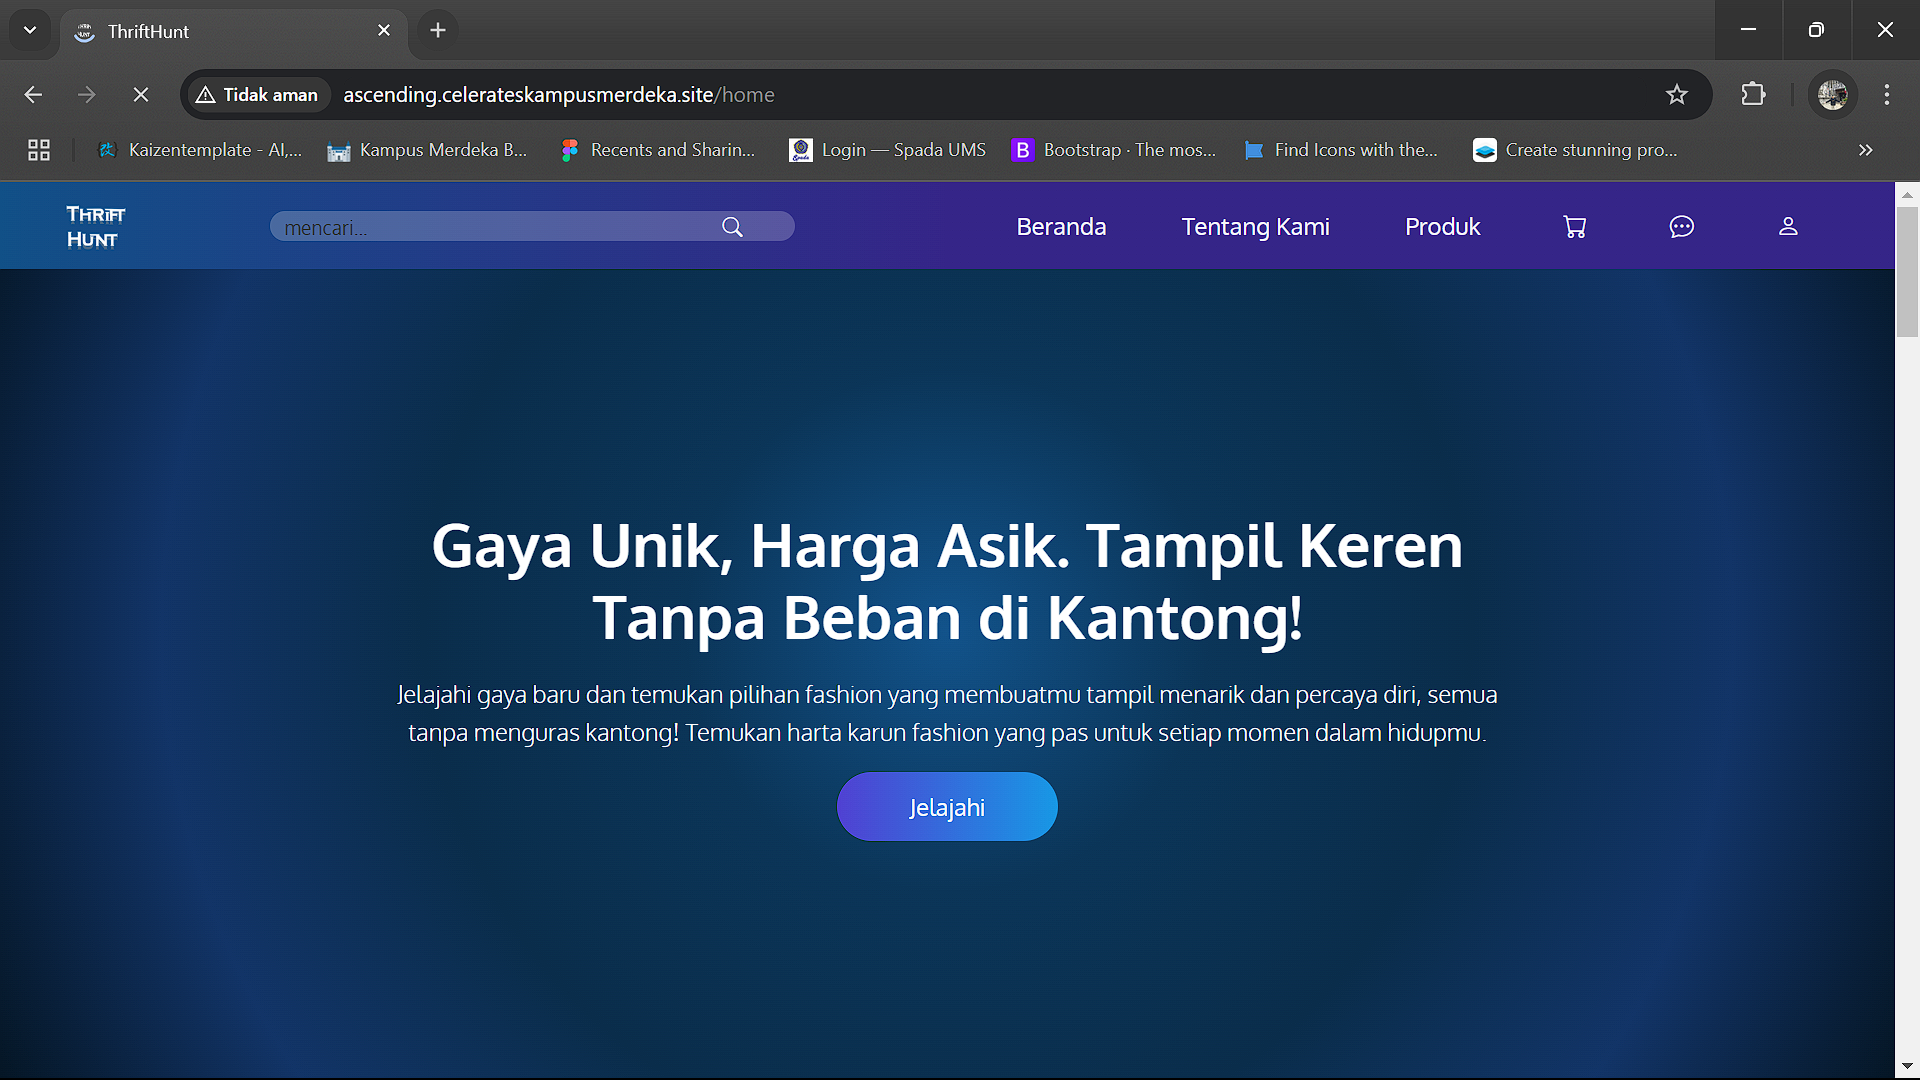 ThriftHunt
Tidak aman
ascending.celerateskampusmerdeka.site/home
Kaizentemplate - AI,...
Kampus Merdeka B...
Recents and Sharin...
Login — Spada UMS
Bootstrap · The mos...
Find Icons with the...
Create stunning pro...
THRIFT
HUNT
mencari...
Beranda
Tentang Kami
Produk
Gaya Unik, Harga Asik. Tampil Keren
Tanpa Beban di Kantong!
Jelajahi gaya baru dan temukan pilihan fashion yang membuatmu tampil menarik dan percaya diri, semua
tanpa menguras kantong! Temukan harta karun fashion yang pas untuk setiap momen dalam hidupmu.
Jelajahi